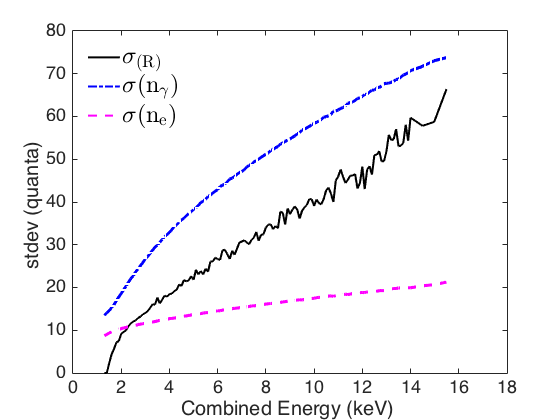 80
70
60
50
40
30
20
10
0
stdev (quanta)
σ(R)
σ(nγ)
σ(ne)
0 2 4 6 8 10 12 14 16 18
Combined Energy (keV)